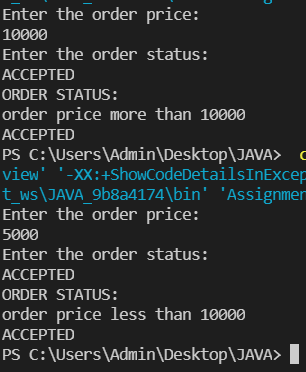 Enter the order price:
10000
Enter the order status:
ACCEPTED
ORDER STATUS:
order price more than 10000
ACCEPTED
PS C:\Users\Admin\Desktop\JAVA> c
view' '-XX:+ShowCodeDetailsInExcep
t_ws\JAVA_9b8a4174\bin' 'Assignmen
Enter the order price:
5000
Enter the order status:
ACCEPTED
ORDER STATUS:
order price less than 10000
ACCEPTED
PS C:\Users\Admin\Desktop\JAVA>